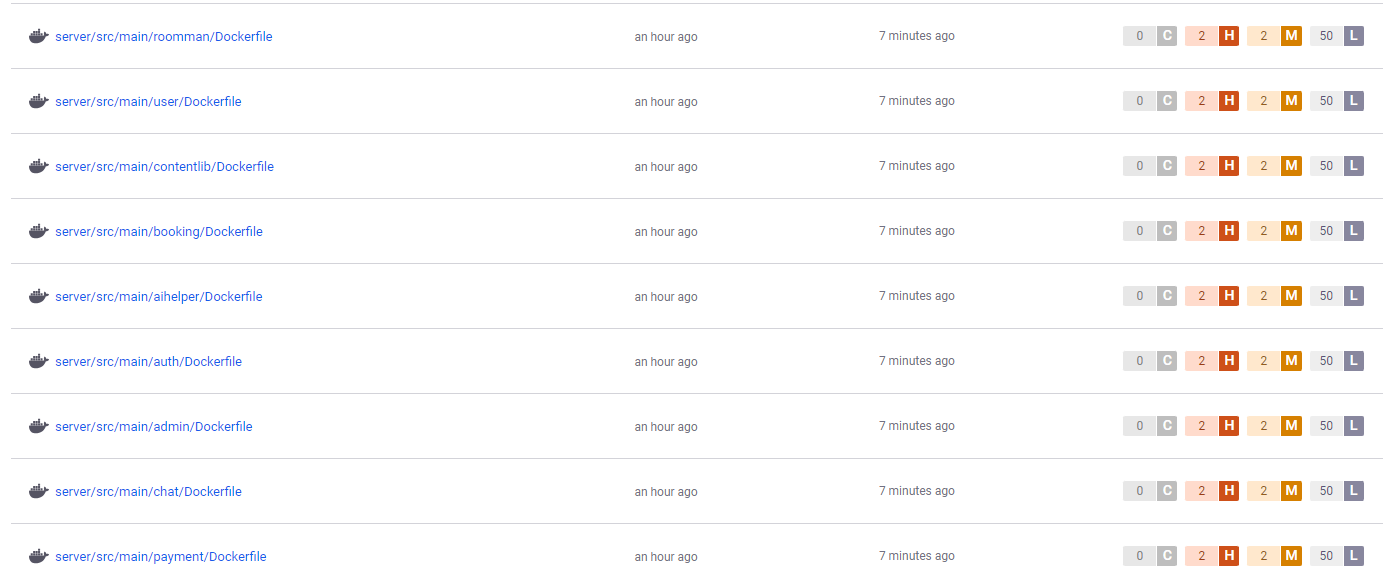 server/src/main/roomman/Dockerfile an hour ago 7 minutes ago 0 C 2 H 2 M 50 L
server/src/main/user/Dockerfile an hour ago 7 minutes ago 0 C 2 H 2 M 50 L
server/src/main/contentlib/Dockerfile an hour ago 7 minutes ago 0 C 2 H 2 M 50 L
server/src/main/booking/Dockerfile an hour ago 7 minutes ago 0 C 2 H 2 M 50 L
server/src/main/aihelper/Dockerfile an hour ago 7 minutes ago 0 C 2 H 2 M 50 L
server/src/main/auth/Dockerfile an hour ago 7 minutes ago 0 C 2 H 2 M 50 L
server/src/main/admin/Dockerfile an hour ago 7 minutes ago 0 C 2 H 2 M 50 L
server/src/main/chat/Dockerfile an hour ago 7 minutes ago 0 C 2 H 2 M 50 L
server/src/main/payment/Dockerfile an hour ago 7 minutes ago 0 C 2 H 2 M 50 L